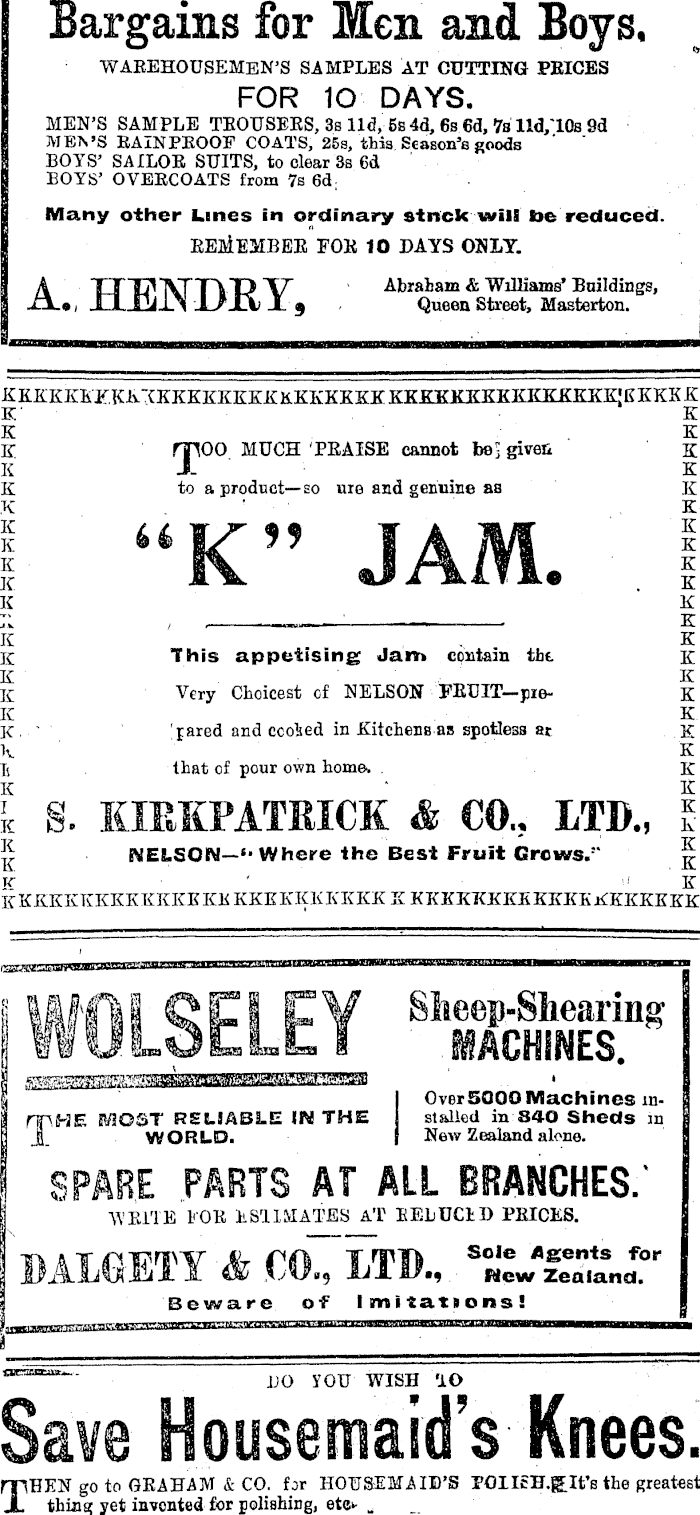 Bargains for Men and Boys.
WAREHOUSEMEN'S SAMPLES AT CUTTING PRICES
FOR 10 DAYS.
MEN'S SAMPLE TROUSERS, 3s 11d, 5s 4d, 6s 6d, 7s 11d, 10s 9d
MEN'S RAINPROOF COATS, 25s, this Season's goods
BOYS' SAILOR SUITS, to clear 3s 6d
BOYS' OVERCOATS from 7s 6d.
Many other Lines in ordinary stnck will be reduced.
REMEMBER FOR 10 DAYS ONLY.
A. HENDRY,
Abraham & Williams' Buildings,
Queen Street, Masterton.
TOO MUCH PRAISE cannot be given
to a product—so ure and genuine as
"K" JAM.
This appetising Jam contain the
Very Choicest of NELSON FRUIT—pre-
pared and cooked in Kitchens as spotless as
that of pour own home.
S. KIRKPATRICK & CO., LTD.,
NELSON—"Where the Best Fruit Grows."
WOLSELEY
Sheep-Shearing
MACHINES.
THE MOST RELIABLE IN THE
WORLD.
Over 5000 Machines in-
stalled in 840 Sheds in
New Zealand alone.
SPARE PARTS AT ALL BRANCHES.
WRITE FOR ESTIMATES AT REDUCED PRICES.
DALGETY & CO., LTD.,
Sole Agents for
New Zealand.
Beware of Imitations!
DO YOU WISH TO
Save Housemaid's Knees.
THEN go to GRAHAM & CO. for HOUSEMAID'S POLISH. It's the greatest
thing yet invented for polishing, etc.